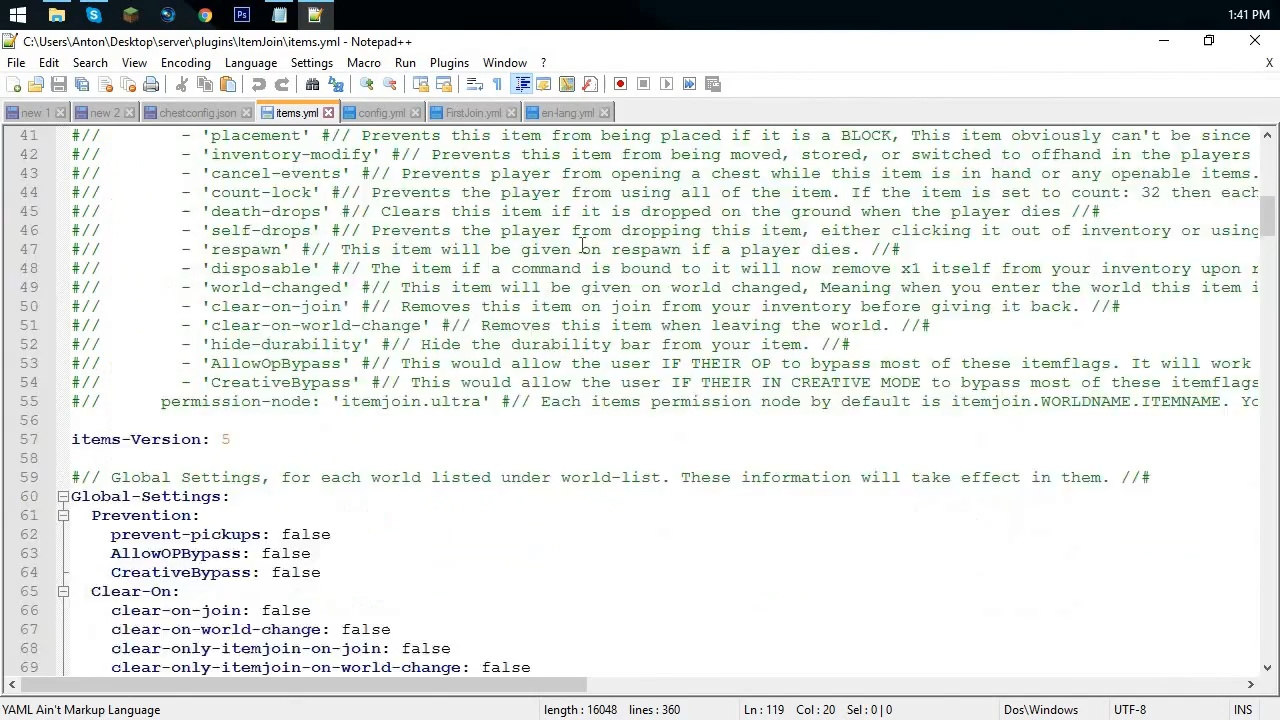 1:41 PM
C:\Users\Anton\Desktop\server\plugins\ItemJoin\items.yml - Notepad++
File Edit Search View Encoding Language Settings Macro Run Plugins Window ? X
new 1 new 2 chestconfig.json items.yml config.yml FirstJoin.yml en-lang.yml
41 #// - 'placement' #// Prevents this item from being placed if it is a BLOCK, This item obviously can't be since
42 #// - 'inventory-modify' #// Prevents this item from being moved, stored, or switched to offhand in the players
43 #// - 'cancel-events' #// Prevents player from opening a chest while this item is in hand or any openable items.
44 #// - 'count-lock' #// Prevents the player from using all of the item. If the item is set to count: 32 then each
45 #// - 'death-drops' #// Clears this item if it is dropped on the ground when the player dies //#
46 #// - 'self-drops' #// Prevents the player from dropping this item, either clicking it out of inventory or using
47 #// - 'respawn' #// This item will be given on respawn if a player dies. //#
48 #// - 'disposable' #// The item if a command is bound to it will now remove x1 itself from your inventory upon r
49 #// - 'world-changed' #// This item will be given on world changed, Meaning when you enter the world this item i
50 #// - 'clear-on-join' #// Removes this item on join from your inventory before giving it back. //#
51 #// - 'clear-on-world-change' #// Removes this item when leaving the world. //#
52 #// - 'hide-durability' #// Hide the durability bar from your item. //#
53 #// - 'AllowOpBypass' #// This would allow the user IF THEIR OP to bypass most of these itemflags. It will work
54 #// - 'CreativeBypass' #// This would allow the user IF THEIR IN CREATIVE MODE to bypass most of these itemflags
55 #// permission-node: 'itemjoin.ultra' #// Each items permission node by default is itemjoin.WORLDNAME.ITEMNAME. Yo
56
57 items-Version: 5
58
59 #// Global Settings, for each world listed under world-list. These information will take effect in them. //#
60 Global-Settings:
61 Prevention:
62 prevent-pickups: false
63 AllowOPBypass: false
64 CreativeBypass: false
65 Clear-On:
66 clear-on-join: false
67 clear-on-world-change: false
68 clear-only-itemjoin-on-join: false
69 clear-only-itemjoin-on-world-change: false
YAML Ain't Markup Language length : 16048 lines : 360 Ln : 119 Col : 20 Sel : 0 | 0 Dos\Windows UTF-8 INS